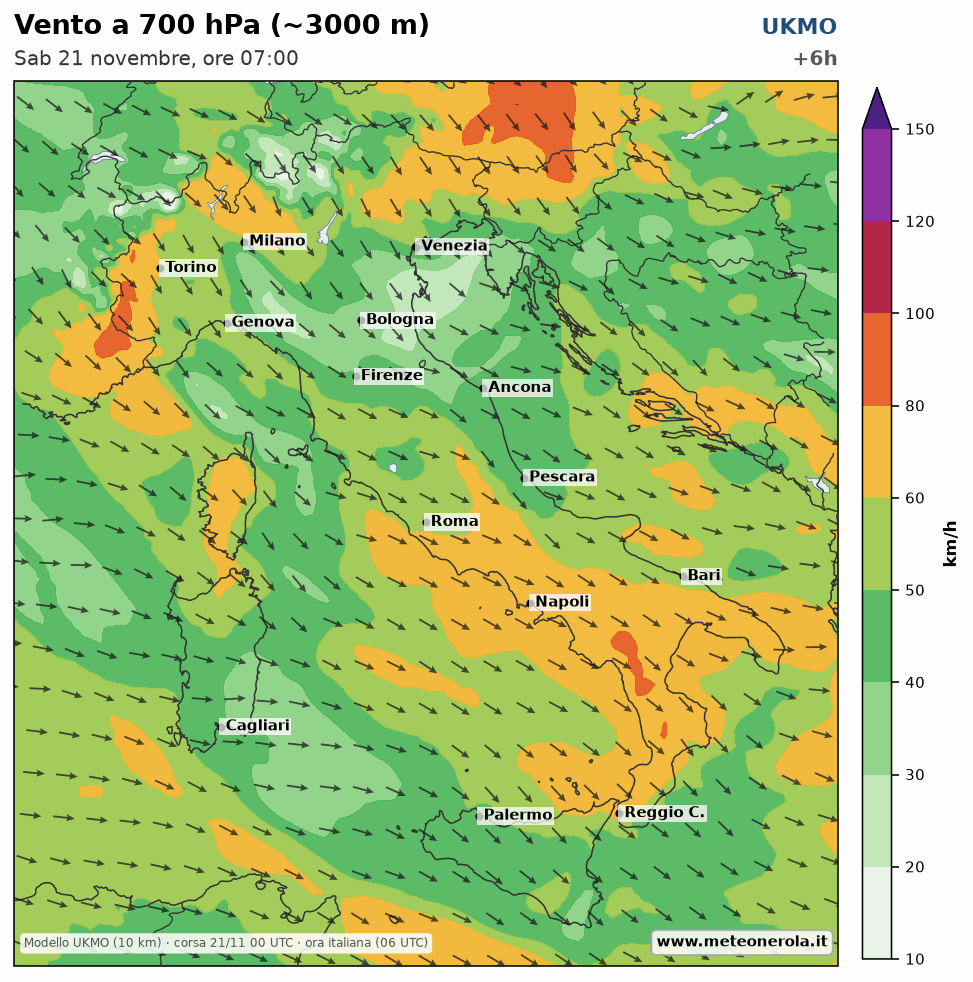 Vento a 700 hPa (~3000 m)
UKMO
Sab 21 novembre, ore 07:00
+6h
Milano
Venezia
Torino
Genova
Bologna
Firenze
Ancona
Pescara
Roma
Bari
Napoli
Cagliari
Palermo
Reggio C.
150
120
100
80
60
50
40
30
20
10
km/h
Modello UKMO (10 km) · corsa 21/11 00 UTC · ora italiana (06 UTC)
www.meteonerola.it